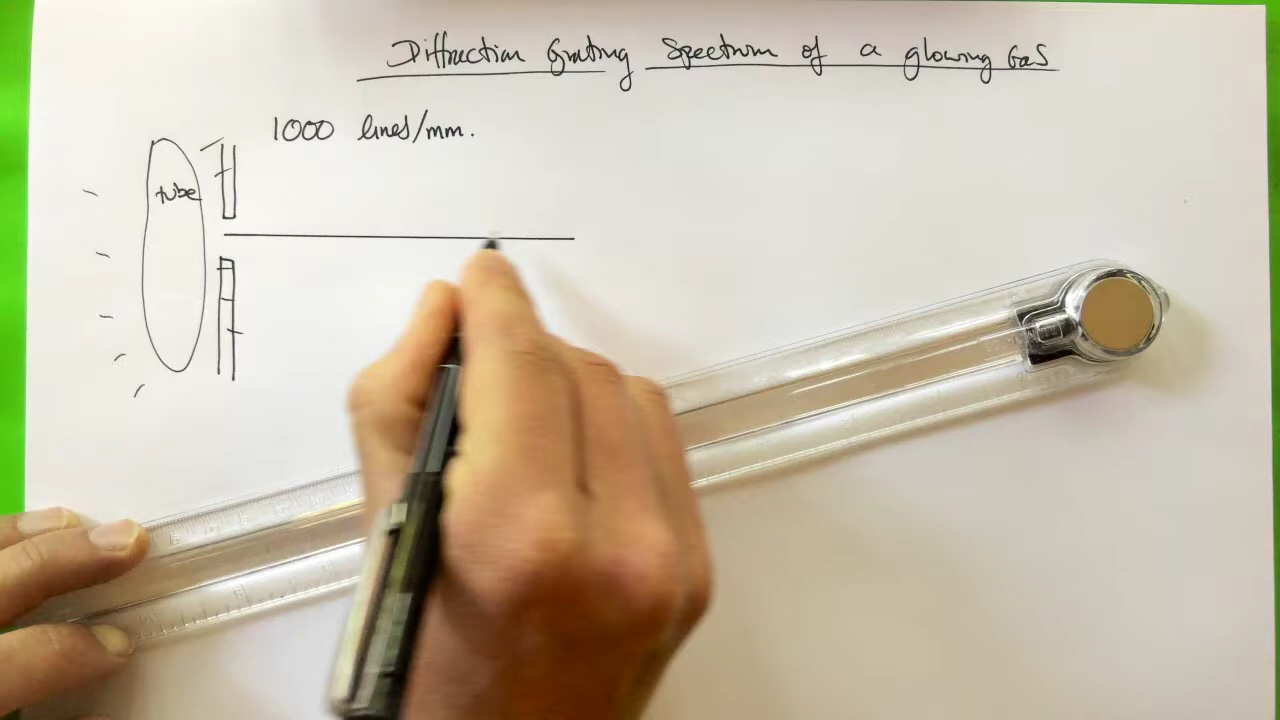 Diffraction Grating Spectrum of a glowing Gas
1000 lines/mm.
tube